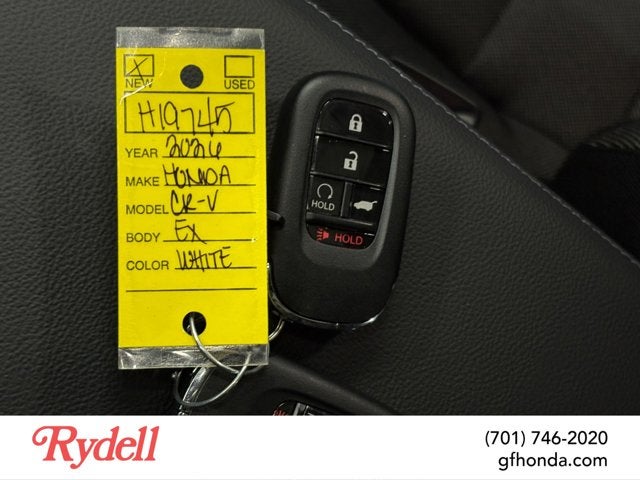 X
NEW USED
H19745
YEAR 2026
MAKE HONDA
MODEL CR-V
BODY EX
COLOR WHITE
HOLD
HOLD
Rydell
(701) 746-2020
gfhonda.com